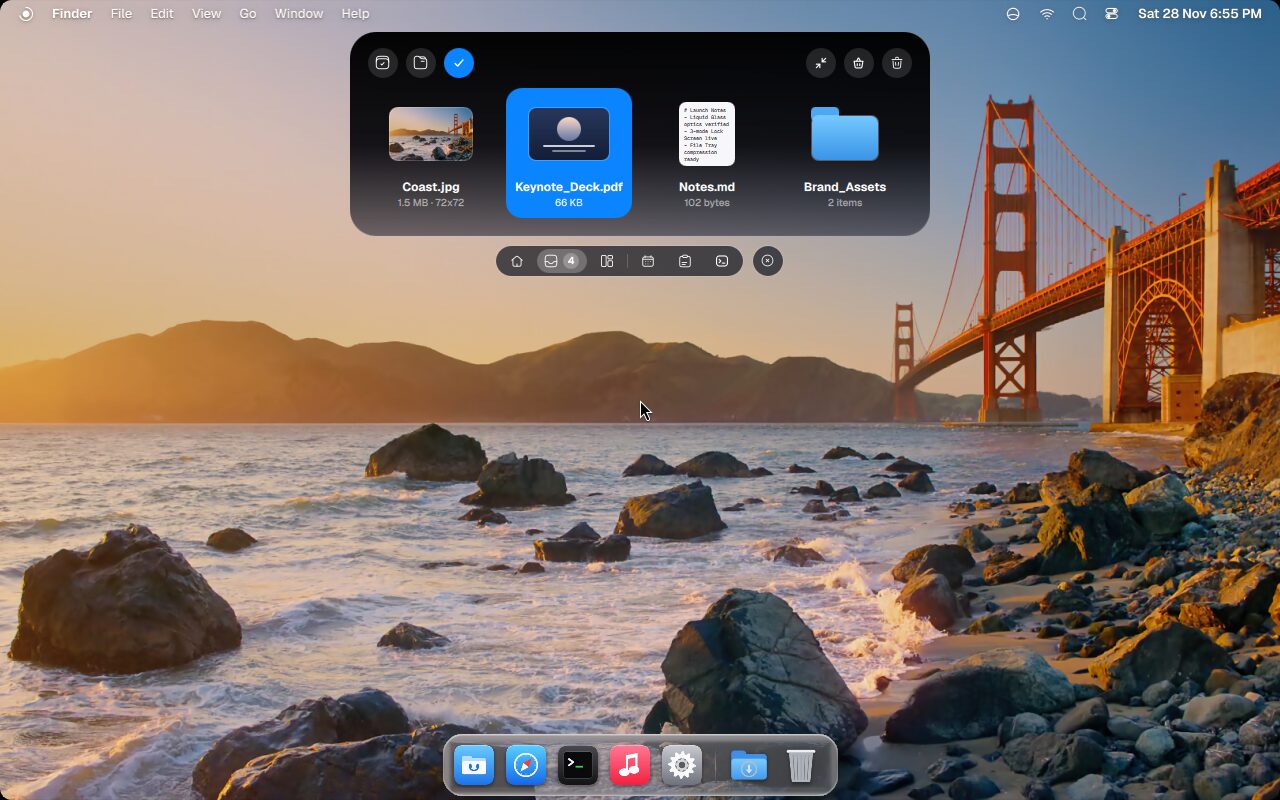 Finder File Edit View Go Window Help Sat 28 Nov 6:55 PM
# Launch Notes
- Liquid Glass
optics verified
- 3-mode Lock
Screen live
- File Tray
compression
ready
Coast.jpg Keynote_Deck.pdf Notes.md Brand_Assets
1.5 MB · 72x72 66 KB 102 bytes 2 items
4